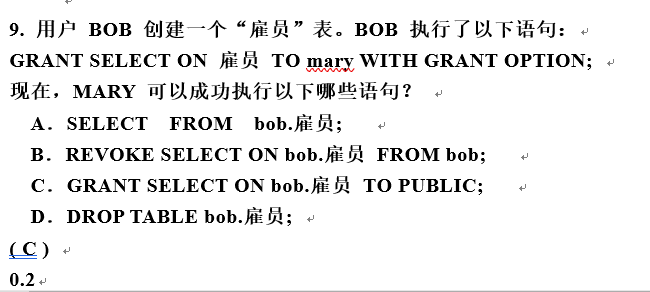 9. 用户 BOB 创建一个“雇员”表。BOB 执行了以下语句：
GRANT SELECT ON 雇员 TO mary WITH GRANT OPTION;
现在，MARY 可以成功执行以下哪些语句？
A．SELECT FROM bob.雇员;
B．REVOKE SELECT ON bob.雇员 FROM bob;
C．GRANT SELECT ON bob.雇员 TO PUBLIC;
D．DROP TABLE bob.雇员;
( C )
0.2